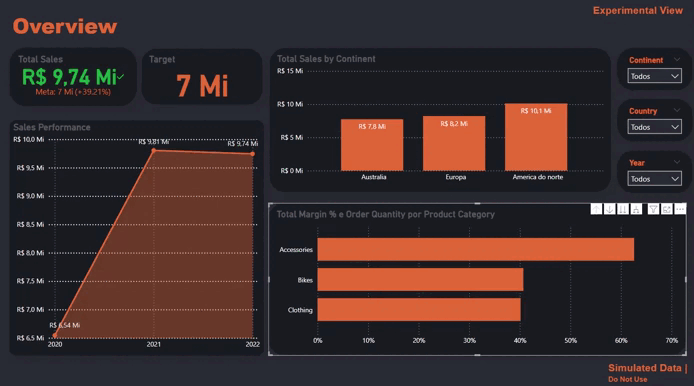 Experimental View
Overview
Total Sales
R$ 9,74 Mi
Meta: 7 Mi (+39.21%)
Target
7 Mi
Total Sales by Continent
R$ 15 Mi
R$ 10 Mi
R$ 5 Mi
R$ 0 Mi
R$ 7,8 Mi
R$ 8,2 Mi
R$ 10,1 Mi
Australia
Europa
America do norte
Continent
Todos
Country
Todos
Year
Todos
Sales Performance
R$ 10,0 Mi
R$ 9,5 Mi
R$ 9,0 Mi
R$ 8,5 Mi
R$ 8,0 Mi
R$ 7,5 Mi
R$ 7,0 Mi
R$ 6,5 Mi
R$ 6,54 Mi
R$ 9,81 Mi
R$ 9,74 Mi
2020
2021
2022
Total Margin % e Order Quantity por Product Category
Accessories
Bikes
Clothing
0%
10%
20%
30%
40%
50%
60%
70%
Simulated Data |
Do Not Use